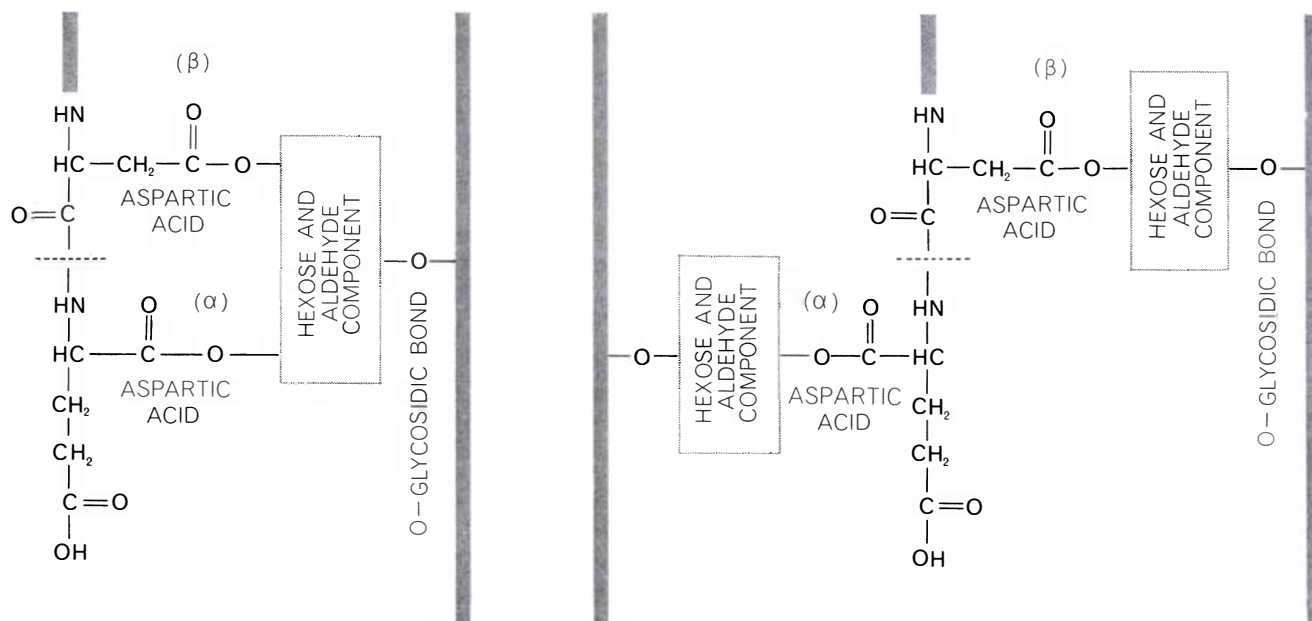 (β)
HN
O
HC—CH₂—C—O—
ASPARTIC
ACID
O=C
HN
O
(α)
HC—C—O—
ASPARTIC
ACID
CH₂
CH₂
C=O
OH
HEXOSE AND
ALDEHYDE
COMPONENT
—O—
O–GLYCOSIDIC BOND
(β)
HN
O
HC—CH₂—C—O—
ASPARTIC
ACID
O=C
HEXOSE AND
ALDEHYDE
COMPONENT
—O—
O–GLYCOSIDIC BOND
—O—
HEXOSE AND
ALDEHYDE
COMPONENT
(α)
O
HN
—O—C—HC
ASPARTIC
ACID
CH₂
CH₂
C=O
OH